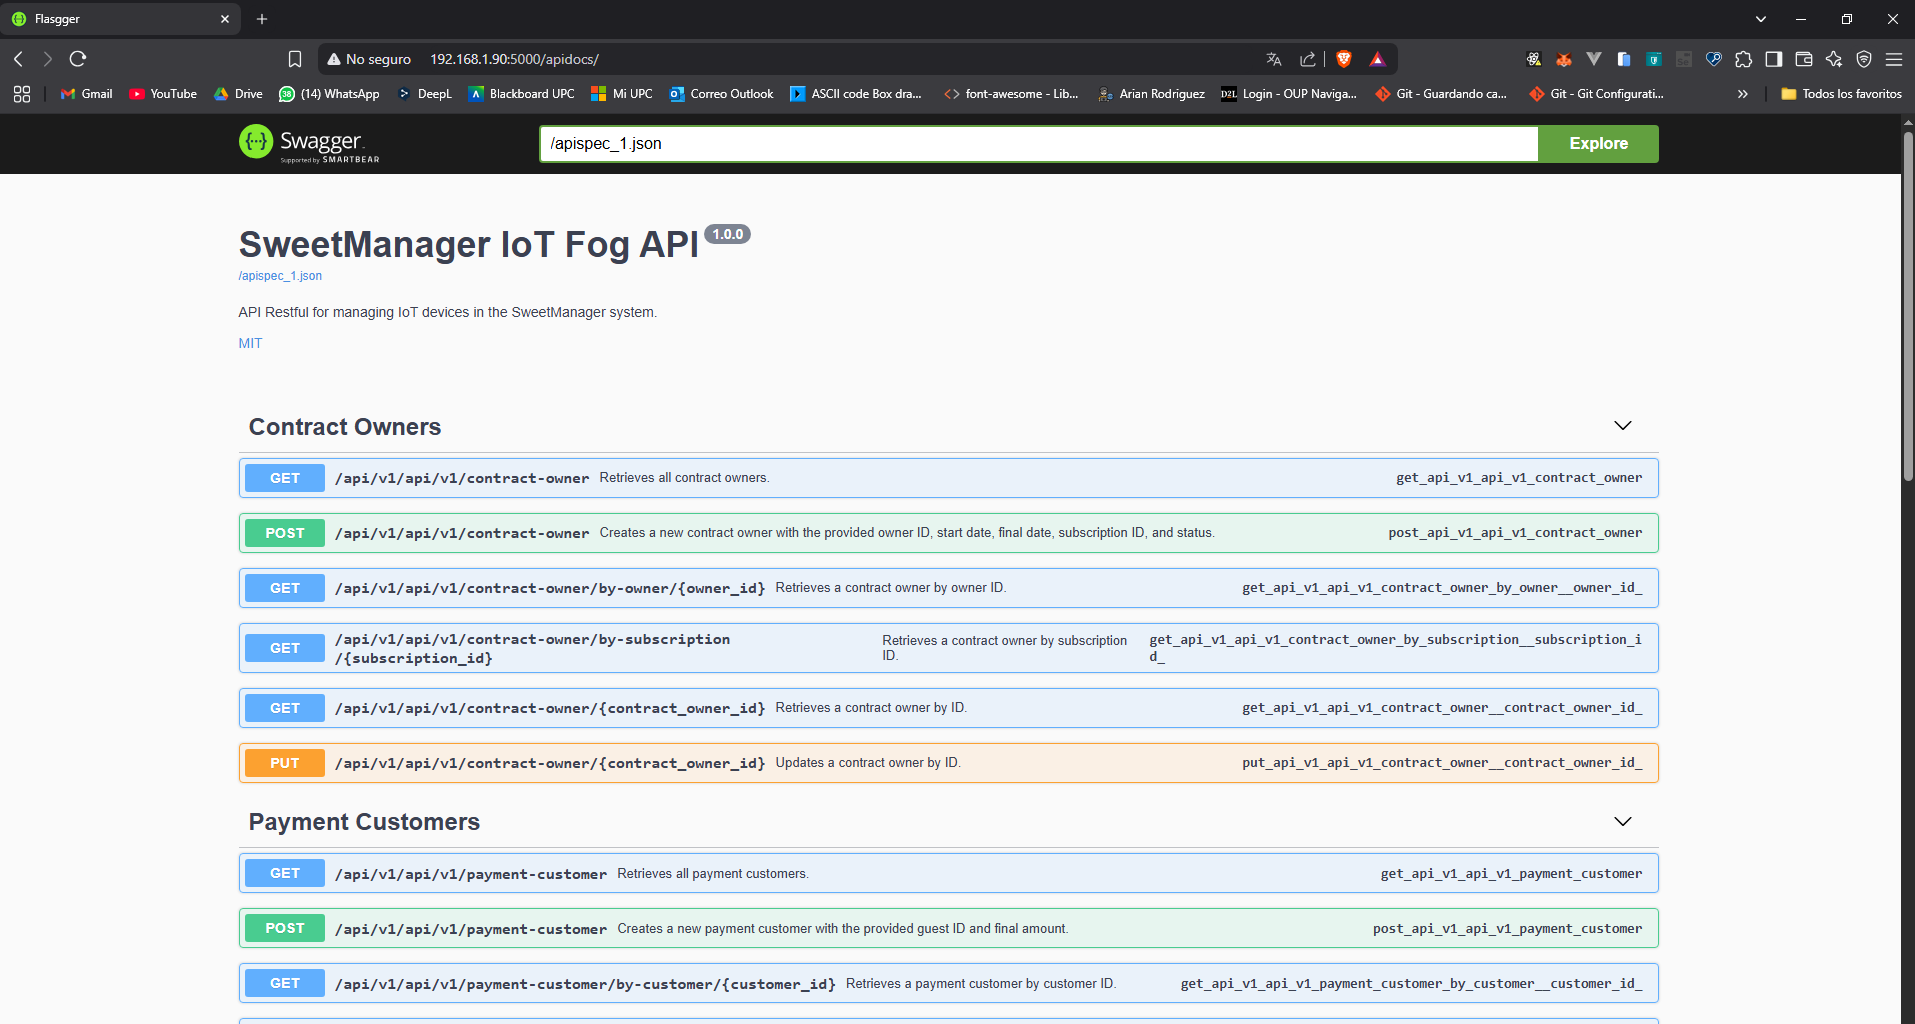 Flasgger
No seguro 192.168.1.90:5000/apidocs/
Gmail YouTube Drive (14) WhatsApp DeepL Blackboard UPC Mi UPC Correo Outlook ASCII code Box dra... font-awesome - Lib... Arian Rodriguez Login - OUP Naviga... Git - Guardando ca... Git - Git Configurati... Todos los favoritos
Swagger
Supported by SMARTBEAR
/apispec_1.json
Explore
SweetManager IoT Fog API 1.0.0
/apispec_1.json
API Restful for managing IoT devices in the SweetManager system.
MIT
Contract Owners
GET /api/v1/api/v1/contract-owner Retrieves all contract owners. get_api_v1_api_v1_contract_owner
POST /api/v1/api/v1/contract-owner Creates a new contract owner with the provided owner ID, start date, final date, subscription ID, and status. post_api_v1_api_v1_contract_owner
GET /api/v1/api/v1/contract-owner/by-owner/{owner_id} Retrieves a contract owner by owner ID. get_api_v1_api_v1_contract_owner_by_owner__owner_id_
GET /api/v1/api/v1/contract-owner/by-subscription
/{subscription_id}
Retrieves a contract owner by subscription
ID.
get_api_v1_api_v1_contract_owner_by_subscription__subscription_i
d_
GET /api/v1/api/v1/contract-owner/{contract_owner_id} Retrieves a contract owner by ID. get_api_v1_api_v1_contract_owner__contract_owner_id_
PUT /api/v1/api/v1/contract-owner/{contract_owner_id} Updates a contract owner by ID. put_api_v1_api_v1_contract_owner__contract_owner_id_
Payment Customers
GET /api/v1/api/v1/payment-customer Retrieves all payment customers. get_api_v1_api_v1_payment_customer
POST /api/v1/api/v1/payment-customer Creates a new payment customer with the provided guest ID and final amount. post_api_v1_api_v1_payment_customer
GET /api/v1/api/v1/payment-customer/by-customer/{customer_id} Retrieves a payment customer by customer ID. get_api_v1_api_v1_payment_customer_by_customer__customer_id_